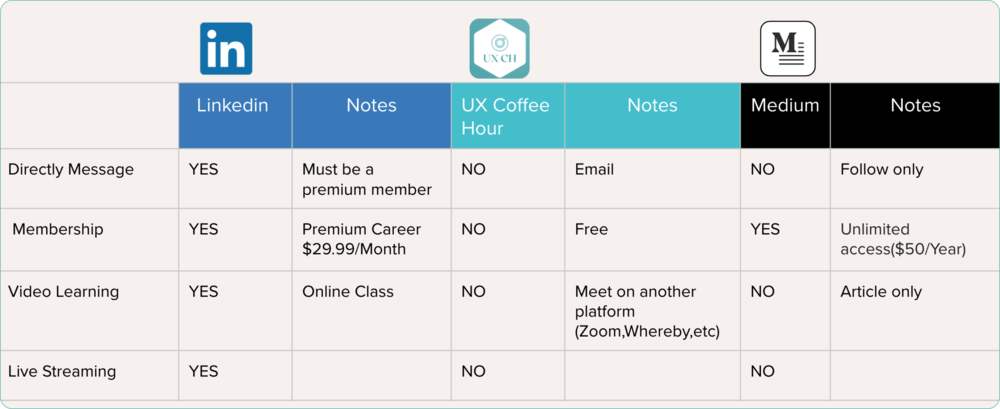 in
UX CH
M
Linkedin
Notes
UX Coffee
Hour
Notes
Medium
Notes
Directly Message
YES
Must be a
premium member
NO
Email
NO
Follow only
Membership
YES
Premium Career
$29.99/Month
NO
Free
YES
Unlimited
access($50/Year)
Video Learning
YES
Online Class
NO
Meet on another
platform
(Zoom,Whereby,etc)
NO
Article only
Live Streaming
YES
NO
NO